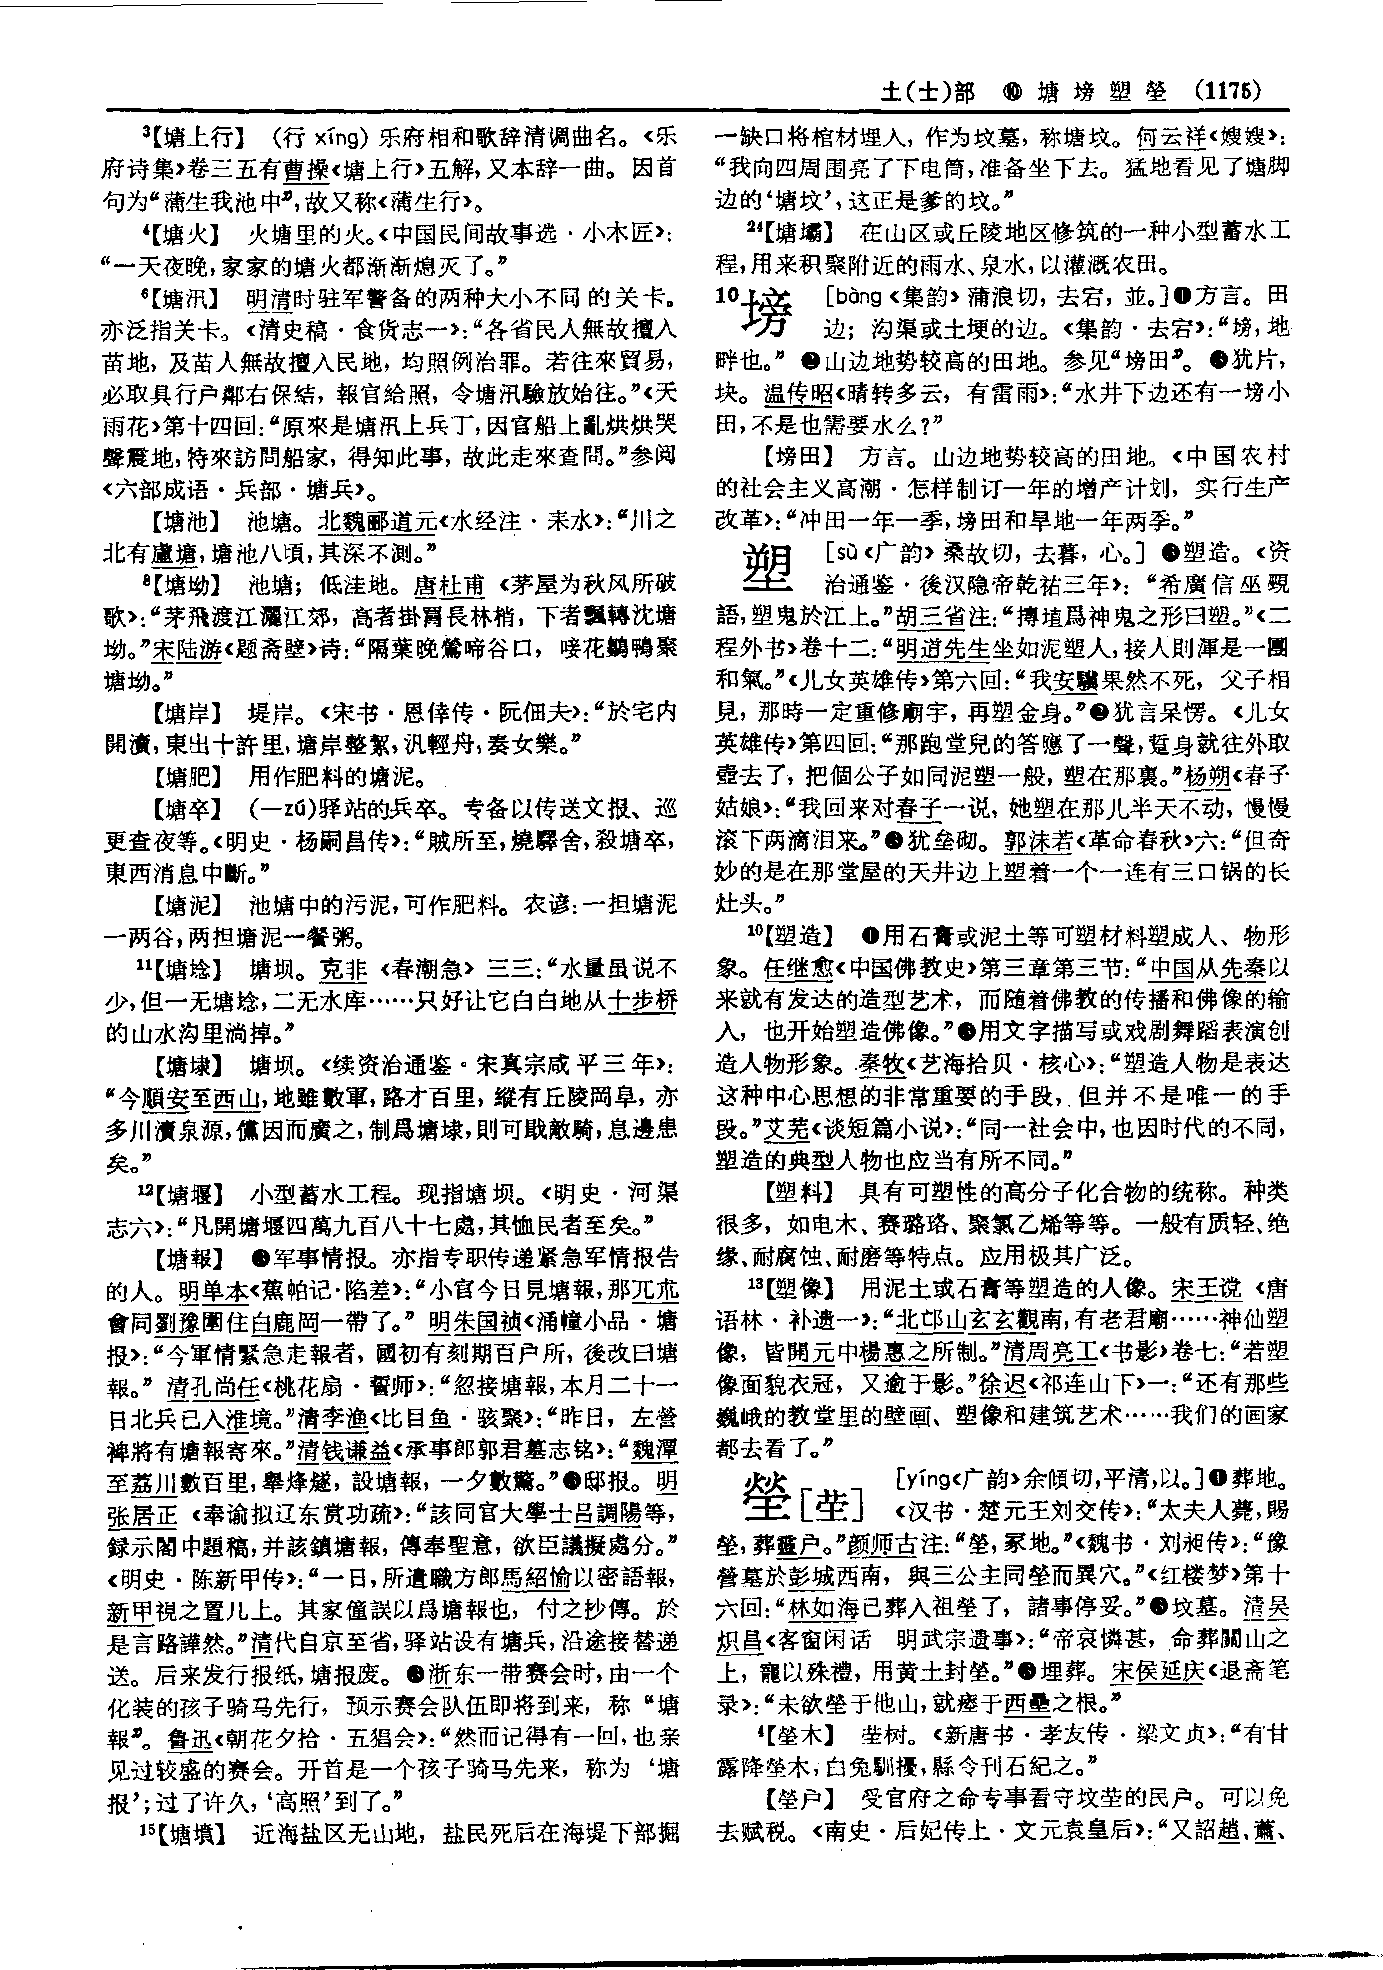 土(士)部 ⑩ 塘塝塑塋 (1175)
³【塘上行】 (行 xíng) 乐府相和歌辞清调曲名。《乐
府诗集》卷三五有曹操《塘上行》五解,又本辞一曲。因首
句为“蒲生我池中”,故又称《蒲生行》。
⁴【塘火】 火塘里的火。《中国民间故事选·小木匠》:
“一天夜晚,家家的塘火都渐渐熄灭了。”
⁶【塘汛】 明清时驻军警备的两种大小不同的关卡。
亦泛指关卡。《清史稿·食货志一》:“各省民人無故擅入
苗地,及苗人無故擅入民地,均照例治罪。若往來貿易,
必取具行户鄰右保結,報官給照,令塘汛驗放始往。”《天
雨花》第十四回:“原來是塘汛上兵丁,因官船上亂烘烘哭
聲震地,特來訪問船家,得知此事,故此走來查問。”参阅
《六部成语·兵部·塘兵》。
【塘池】 池塘。北魏郦道元《水经注·耒水》:“川之
北有盧塘,塘池八頃,其深不測。”
⁸【塘坳】 池塘;低洼地。唐杜甫《茅屋为秋风所破
歌》:“茅飛渡江灑江郊,高者掛罥長林梢,下者飄轉沈塘
坳。”宋陆游《题斋壁》诗:“隔葉晚鶯啼谷口,唼花鶵鴨聚
塘坳。”
【塘岸】 堤岸。《宋书·恩倖传·阮佃夫》:“於宅内
開瀆,東出十許里,塘岸整絜,汎輕舟,奏女樂。”
【塘肥】 用作肥料的塘泥。
【塘卒】 (—zú)驿站的兵卒。专备以传送文报、巡
更查夜等。《明史·杨嗣昌传》:“賊所至,燒驛舍,殺塘卒,
東西消息中斷。”
【塘泥】 池塘中的污泥,可作肥料。农谚:一担塘泥
一两谷,两担塘泥一餐粥。
¹¹【塘埝】 塘坝。克非《春潮急》三三:“水量虽说不
少,但一无塘埝,二无水库……只好让它白白地从十步桥
的山水沟里淌掉。”
【塘埭】 塘坝。《续资治通鉴·宋真宗咸平三年》:
“今順安至西山,地雖數軍,路才百里,縱有丘陵岡阜,亦
多川瀆泉源,儻因而廣之,制爲塘埭,則可戢敵騎,息邊患
矣。”
¹²【塘堰】 小型蓄水工程。现指塘坝。《明史·河渠
志六》:“凡開塘堰四萬九百八十七處,其恤民者至矣。”
【塘報】 ❶军事情报。亦指专职传递紧急军情报告
的人。明单本《蕉帕记·陷差》:“小官今日見塘報,那兀朮
會同劉豫圍住白鹿岡一帶了。”明朱国祯《涌幢小品·塘
报》:“今軍情緊急走報者,國初有刻期百户所,後改曰塘
報。”清孔尚任《桃花扇·誓师》:“忽接塘報,本月二十一
日北兵已入淮境。”清李渔《比目鱼·骇聚》:“昨日,左營
裨將有塘報寄來。”清钱谦益《承事郎郭君墓志铭》:“魏潭
至荔川數百里,舉烽燧,設塘報,一夕數驚。”❷邸报。明
张居正《奉谕拟辽东赏功疏》:“該同官大學士吕調陽等,
録示閣中題稿,并該鎮塘報,傳奉聖意,欲臣議擬處分。”
《明史·陈新甲传》:“一日,所遣職方郎馬紹愉以密語報,
新甲視之置几上。其家僮誤以爲塘報也,付之抄傳。於
是言路譁然。”清代自京至省,驿站设有塘兵,沿途接替递
送。后来发行报纸,塘报废。❸浙东一带赛会时,由一个
化装的孩子骑马先行,预示赛会队伍即将到来,称“塘
報”。鲁迅《朝花夕拾·五猖会》:“然而记得有一回,也亲
见过较盛的赛会。开首是一个孩子骑马先来,称为‘塘
报’;过了许久,‘高照’到了。”
¹⁵【塘填】 近海盐区无山地,盐民死后在海堤下部掘
一缺口将棺材埋入,作为坟墓,称塘坟。何云祥《嫂嫂》:
“我向四周围亮了下电筒,准备坐下去。猛地看见了塘脚
边的‘塘坟’,这正是爹的坟。”
²⁴【塘壩】 在山区或丘陵地区修筑的一种小型蓄水工
程,用来积聚附近的雨水、泉水,以灌溉农田。
10塝 [bàng《集韵》蒲浪切,去宕,並。]❶方言。田
边;沟渠或土埂的边。《集韵·去宕》:“塝,地
畔也。”❷山边地势较高的田地。参见“塝田”。❸犹片,
块。温传昭《晴转多云,有雷雨》:“水井下边还有一塝小
田,不是也需要水么?”
【塝田】 方言。山边地势较高的田地。《中国农村
的社会主义高潮·怎样制订一年的增产计划,实行生产
改革》:“冲田一年一季,塝田和旱地一年两季。”
塑 [sù《广韵》桑故切,去暮,心。]❶塑造。《资
治通鉴·後汉隐帝乾祐三年》:“希廣信巫覡
語,塑鬼於江上。”胡三省注:“摶埴爲神鬼之形曰塑。”《二
程外书》卷十二:“明道先生坐如泥塑人,接人則渾是一團
和氣。”《儿女英雄传》第六回:“我安驥果然不死,父子相
見,那時一定重修廟宇,再塑金身。”❷犹言呆愣。《儿女
英雄传》第四回:“那跑堂兒的答應了一聲,踅身就往外取
壺去了,把個公子如同泥塑一般,塑在那裏。”杨朔《春子
姑娘》:“我回来对春子一说,她塑在那儿半天不动,慢慢
滚下两滴泪来。”❸犹垒砌。郭沫若《革命春秋》六:“但奇
妙的是在那堂屋的天井边上塑着一个一连有三口锅的长
灶头。”
¹⁰【塑造】 ❶用石膏或泥土等可塑材料塑成人、物形
象。任继愈《中国佛教史》第三章第三节:“中国从先秦以
来就有发达的造型艺术,而随着佛教的传播和佛像的输
入,也开始塑造佛像。”❷用文字描写或戏剧舞蹈表演创
造人物形象。秦牧《艺海拾贝·核心》:“塑造人物是表达
这种中心思想的非常重要的手段,但并不是唯一的手
段。”艾芜《谈短篇小说》:“同一社会中,也因时代的不同,
塑造的典型人物也应当有所不同。”
【塑料】 具有可塑性的高分子化合物的统称。种类
很多,如电木、赛璐珞、聚氯乙烯等等。一般有质轻、绝
缘、耐腐蚀、耐磨等特点。应用极其广泛。
¹³【塑像】 用泥土或石膏等塑造的人像。宋王谠《唐
语林·补遗一》:“北邙山玄玄觀南,有老君廟……神仙塑
像,皆開元中楊惠之所制。”清周亮工《书影》卷七:“若塑
像面貌衣冠,又逾于影。”徐迟《祁连山下》一:“还有那些
巍峨的教堂里的壁画、塑像和建筑艺术……我们的画家
都去看了。”
塋[茔] [yíng《广韵》余傾切,平清,以。]❶葬地。
《汉书·楚元王刘交传》:“太夫人薨,賜
塋,葬靈户。”颜师古注:“塋,冢地。”《魏书·刘昶传》:“豫
營墓於彭城西南,與三公主同塋而異穴。”《红楼梦》第十
六回:“林如海已葬入祖塋了,諸事停妥。”❷坟墓。清吴
炽昌《客窗闲话 明武宗遗事》:“帝哀憐甚,命葬關山之
上,寵以殊禮,用黄土封塋。”❸埋葬。宋侯延庆《退斋笔
录》:“未欲塋于他山,就瘞于西壘之根。”
⁴【塋木】 茔树。《新唐书·孝友传·梁文贞》:“有甘
露降塋木,白兔馴擾,縣令刊石紀之。”
【塋户】 受官府之命专事看守坟茔的民户。可以免
去赋税。《南史·后妃传上·文元袁皇后》:“又詔趙、蕭、